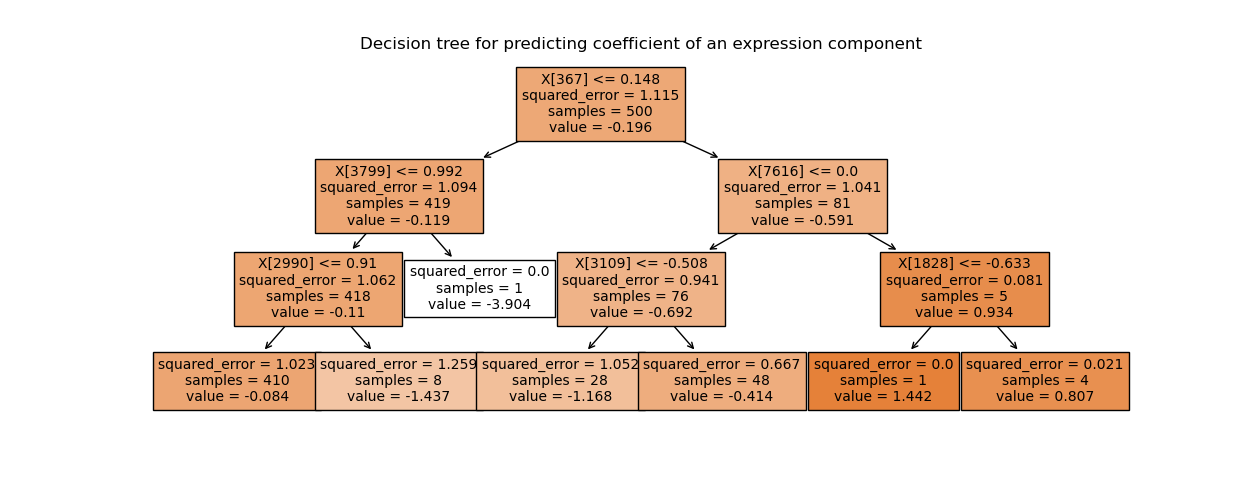 Decision tree for predicting coefficient of an expression component
X[367] <= 0.148
squared_error = 1.115
samples = 500
value = -0.196
X[3799] <= 0.992
squared_error = 1.094
samples = 419
value = -0.119
X[7616] <= 0.0
squared_error = 1.041
samples = 81
value = -0.591
X[2990] <= 0.91
squared_error = 1.062
samples = 418
value = -0.11
squared_error = 0.0
samples = 1
value = -3.904
X[3109] <= -0.508
squared_error = 0.941
samples = 76
value = -0.692
X[1828] <= -0.633
squared_error = 0.081
samples = 5
value = 0.934
squared_error = 1.023
samples = 410
value = -0.084
squared_error = 1.259
samples = 8
value = -1.437
squared_error = 1.052
samples = 28
value = -1.168
squared_error = 0.667
samples = 48
value = -0.414
squared_error = 0.0
samples = 1
value = 1.442
squared_error = 0.021
samples = 4
value = 0.807